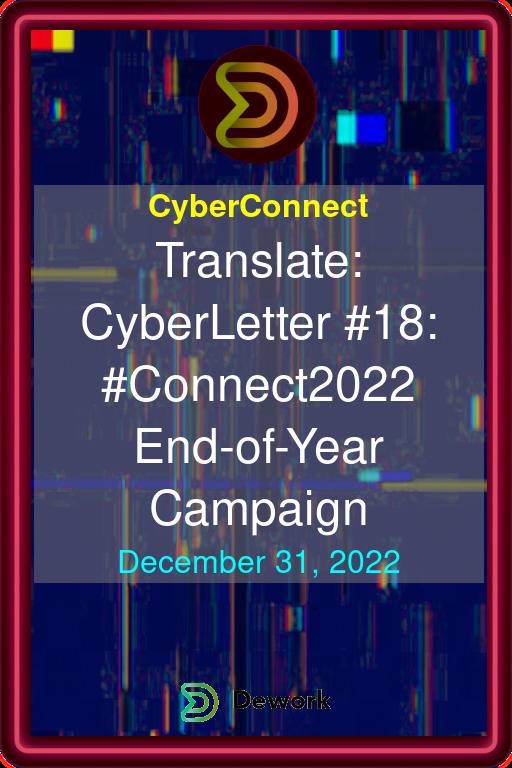 CyberConnect
Translate:
CyberLetter #18:
#Connect2022
End-of-Year
Campaign
December 31, 2022
Dework